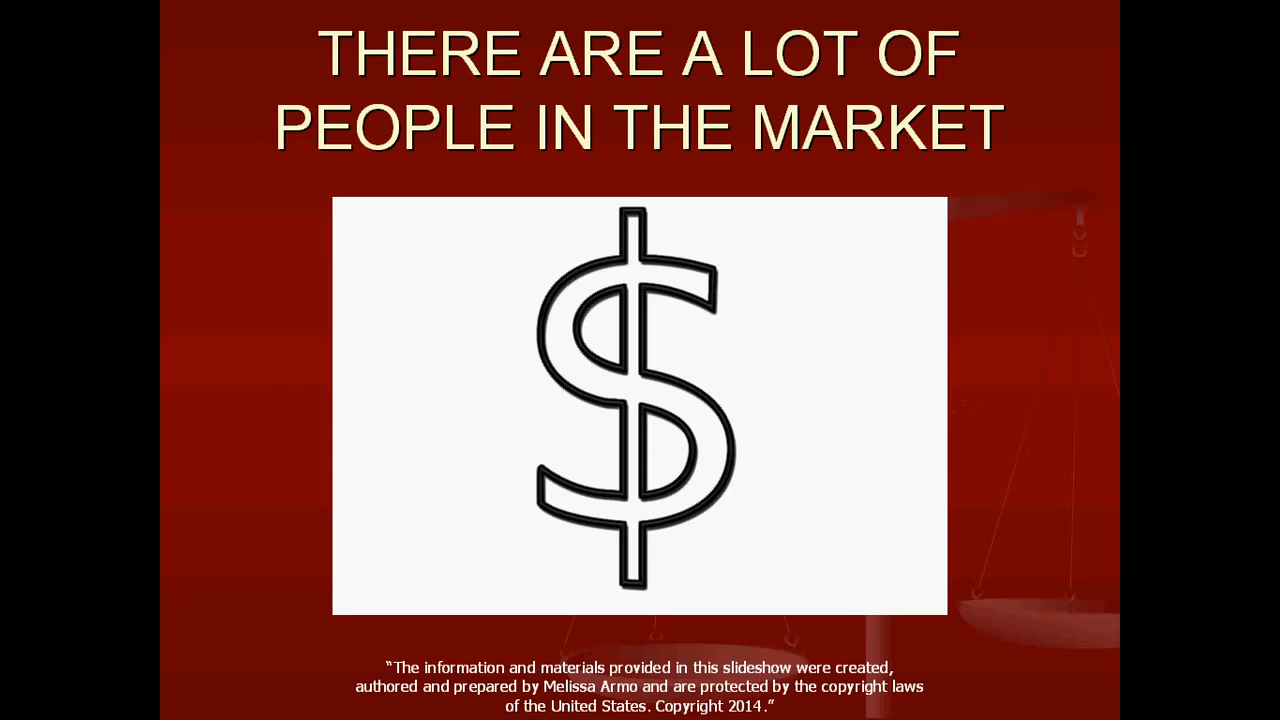 THERE ARE A LOT OF
PEOPLE IN THE MARKET
$
“The information and materials provided in this slideshow were created,
authored and prepared by Melissa Armo and are protected by the copyright laws
of the United States. Copyright 2014.”